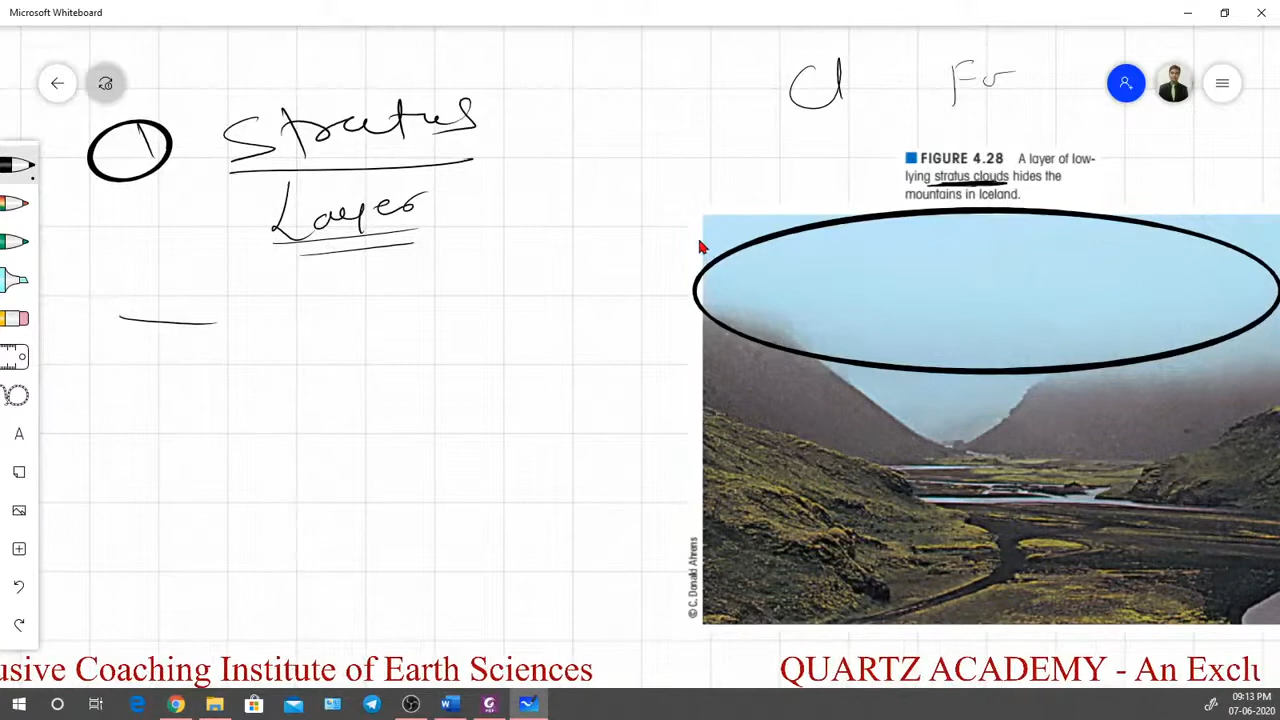 Microsoft Whiteboard
① Stratus
Layer
Cl Fo
FIGURE 4.28 A layer of low-
lying stratus clouds hides the
mountains in Iceland.
© C. Donald Ahrens
A
usive Coaching Institute of Earth Sciences
QUARTZ ACADEMY - An Exclu
09:13 PM
07-06-2020